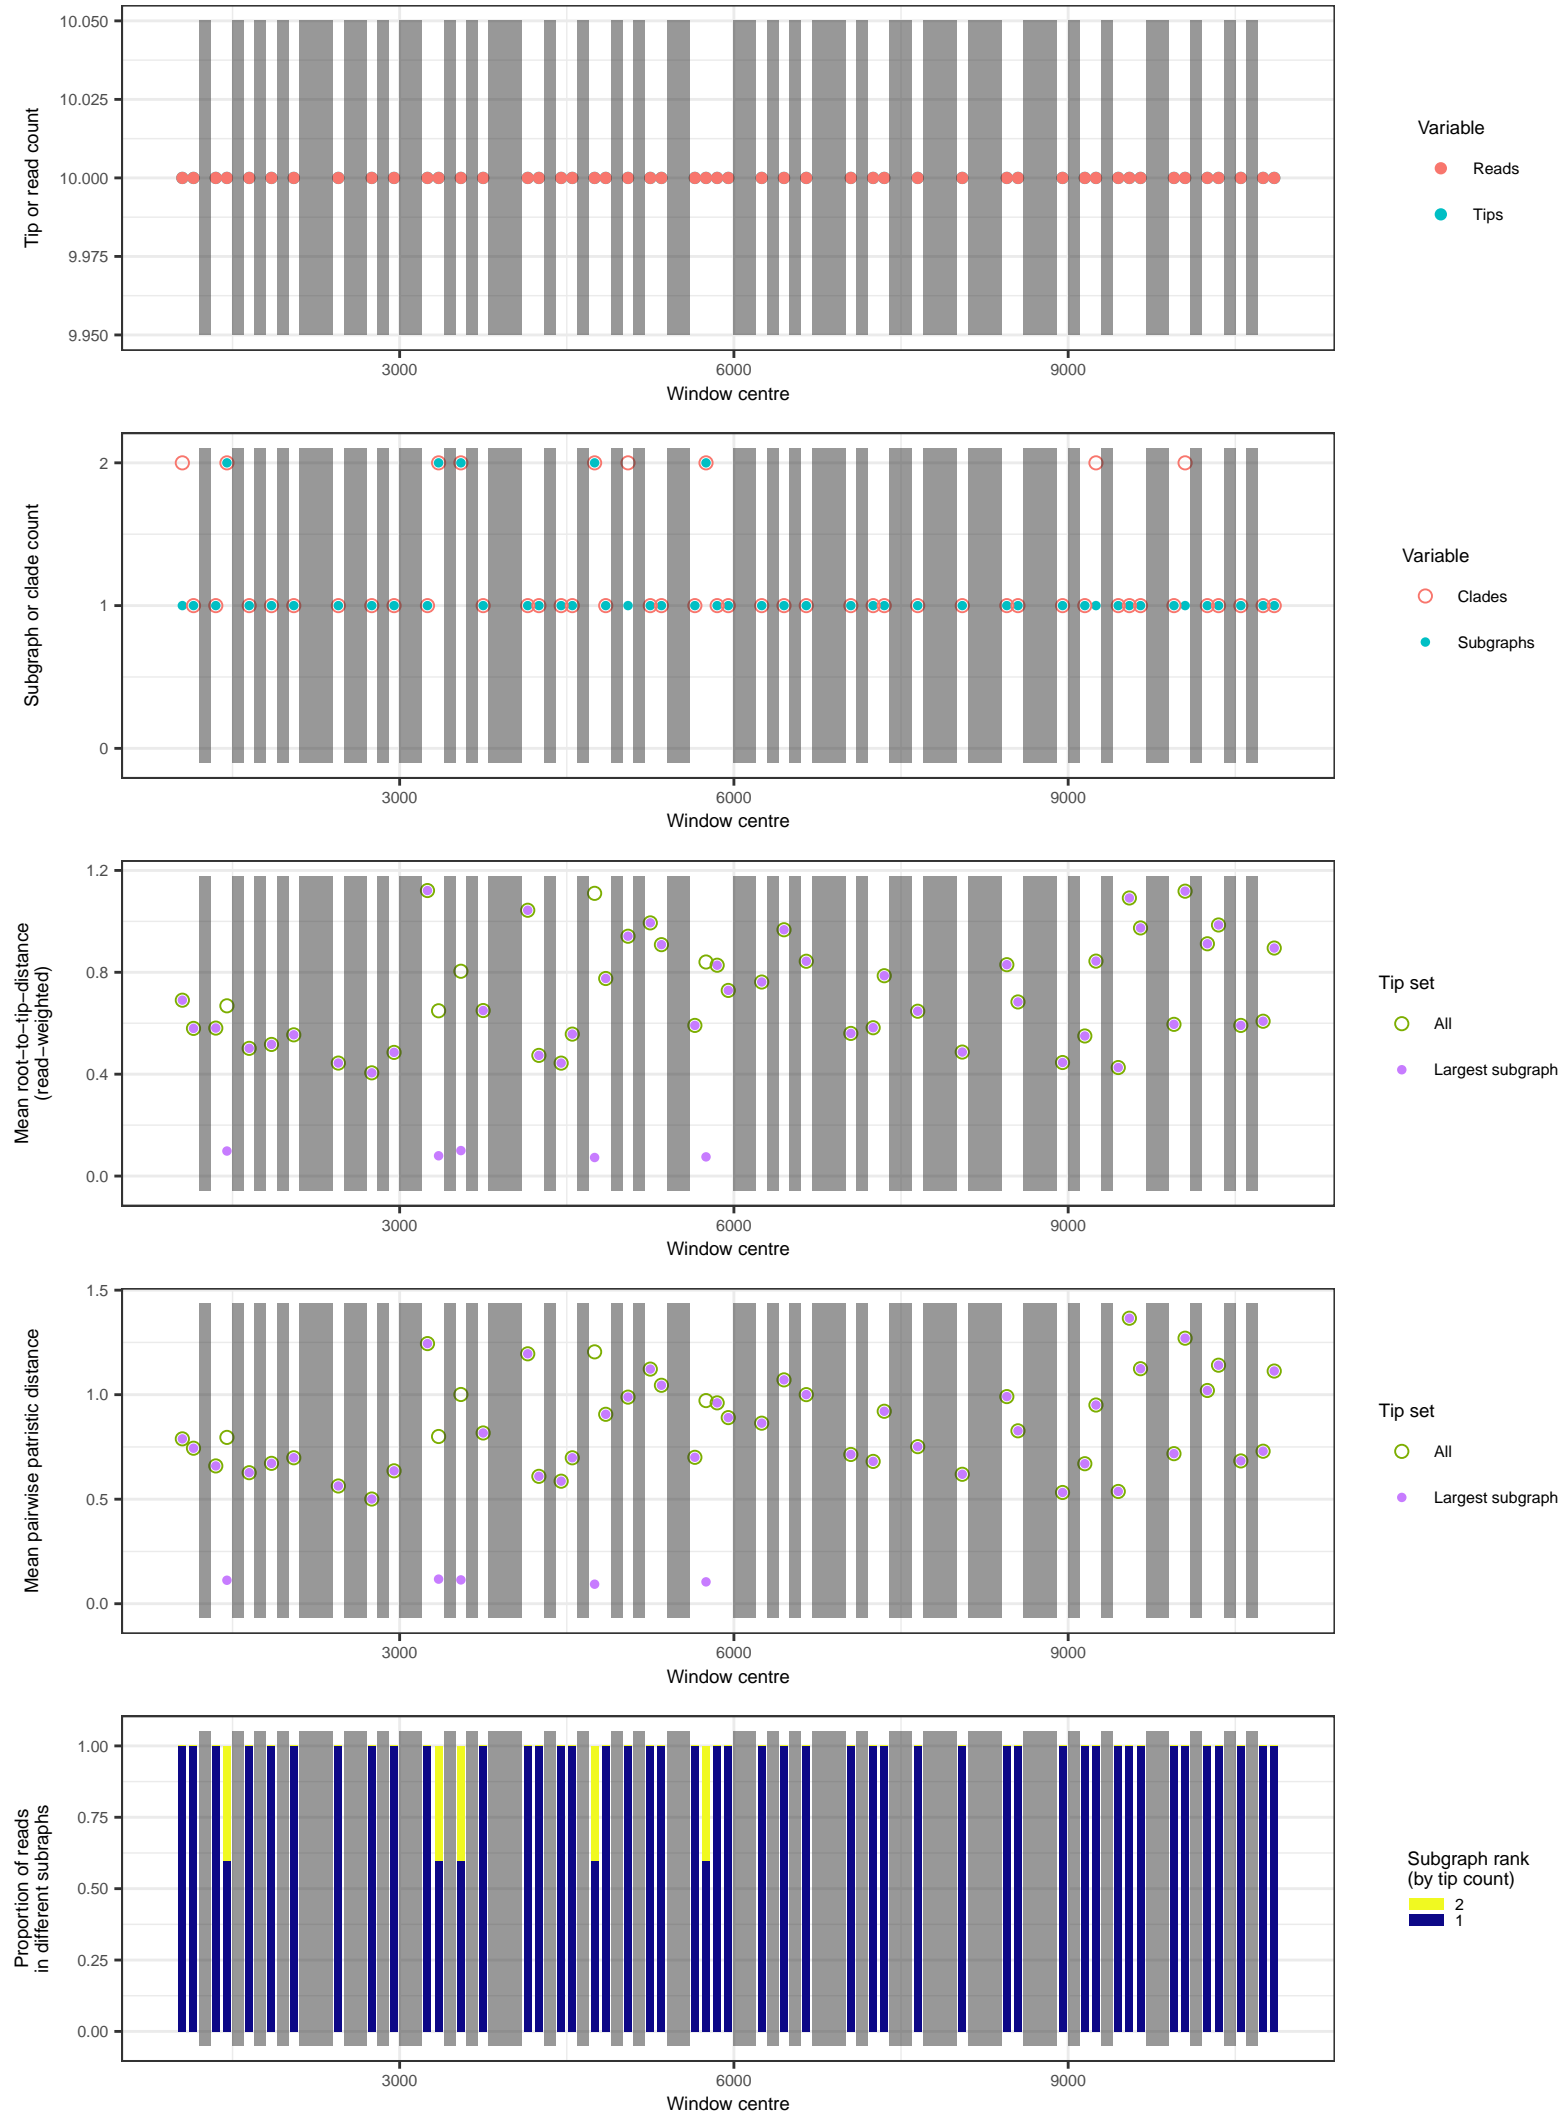 10.050
10.025
10.000
9.975
9.950
Tip or read count
3000 6000 9000
Window centre
Variable
Reads
Tips
2
1
0
Subgraph or clade count
3000 6000 9000
Window centre
Variable
Clades
Subgraphs
1.2
0.8
0.4
0.0
Mean root−to−tip−distance
(read−weighted)
3000 6000 9000
Window centre
Tip set
All
Largest subgraph
1.5
1.0
0.5
0.0
Mean pairwise patristic distance
3000 6000 9000
Window centre
Tip set
All
Largest subgraph
1.00
0.75
0.50
0.25
0.00
Proportion of reads
in different subraphs
3000 6000 9000
Window centre
Subgraph rank
(by tip count)
2
1